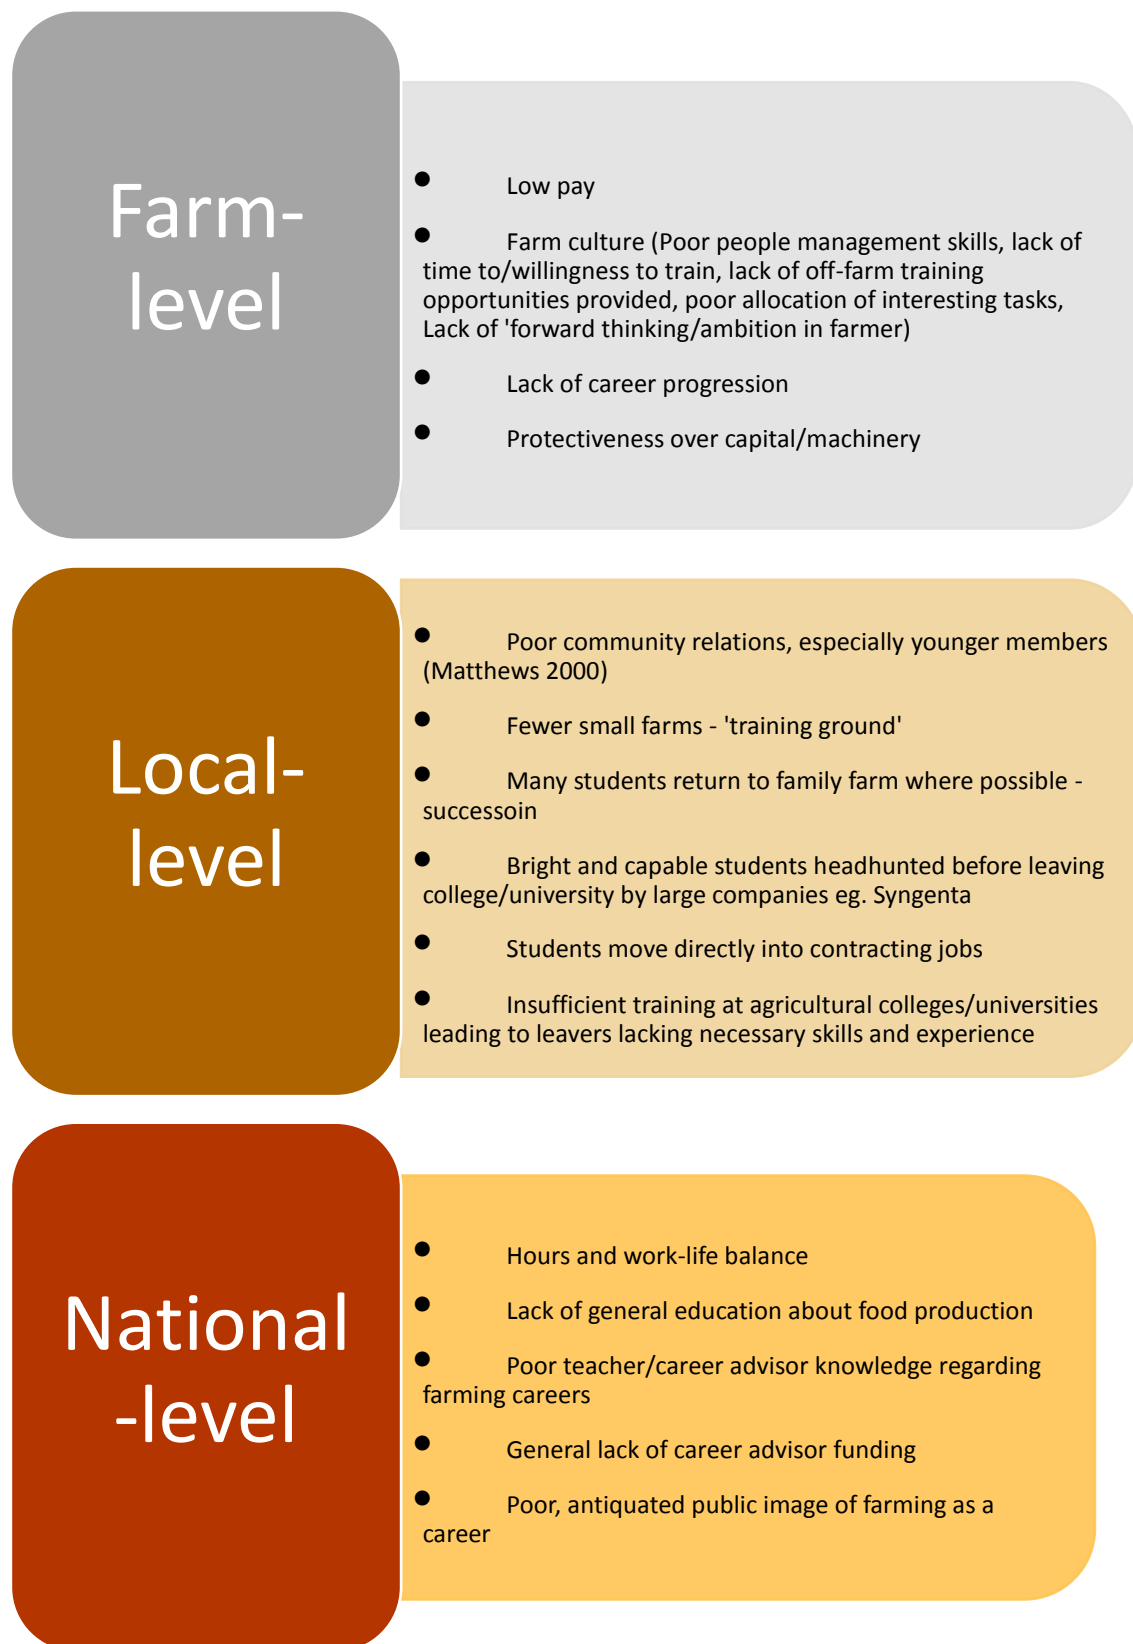 Farm-
level
● Low pay
● Farm culture (Poor people management skills, lack of
time to/willingness to train, lack of off-farm training
opportunities provided, poor allocation of interesting tasks,
Lack of 'forward thinking/ambition in farmer)
● Lack of career progression
● Protectiveness over capital/machinery
Local-
level
● Poor community relations, especially younger members
(Matthews 2000)
● Fewer small farms - 'training ground'
● Many students return to family farm where possible -
successoin
● Bright and capable students headhunted before leaving
college/university by large companies eg. Syngenta
● Students move directly into contracting jobs
● Insufficient training at agricultural colleges/universities
leading to leavers lacking necessary skills and experience
National
-level
● Hours and work-life balance
● Lack of general education about food production
● Poor teacher/career advisor knowledge regarding
farming careers
● General lack of career advisor funding
● Poor, antiquated public image of farming as a
career